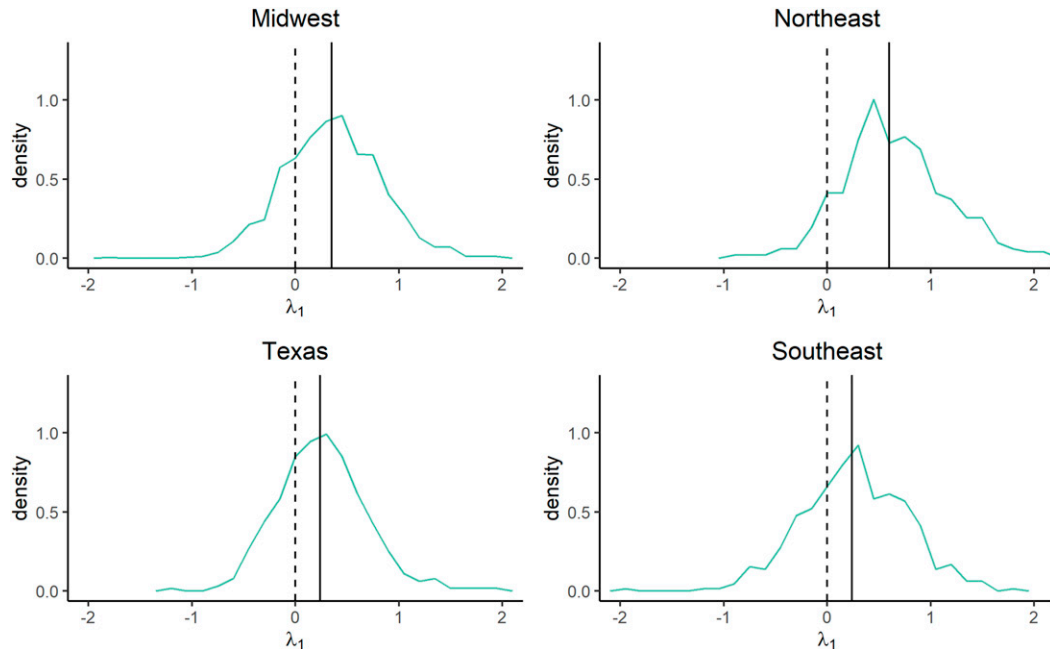 Midwest
density
1.0
0.5
0.0
-2 -1 0 1 2
λ₁
Northeast
density
1.0
0.5
0.0
-2 -1 0 1 2
λ₁
Texas
density
1.0
0.5
0.0
-2 -1 0 1 2
λ₁
Southeast
density
1.0
0.5
0.0
-2 -1 0 1 2
λ₁